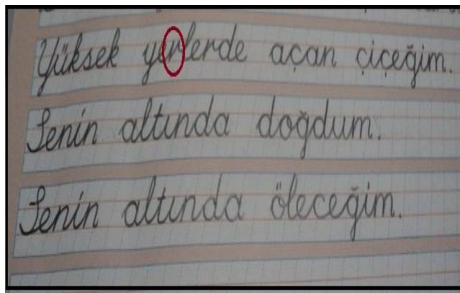 Yüksek yerlerde açan çiçeğim.
Senin altında doğdum.
Senin altında öleceğim.